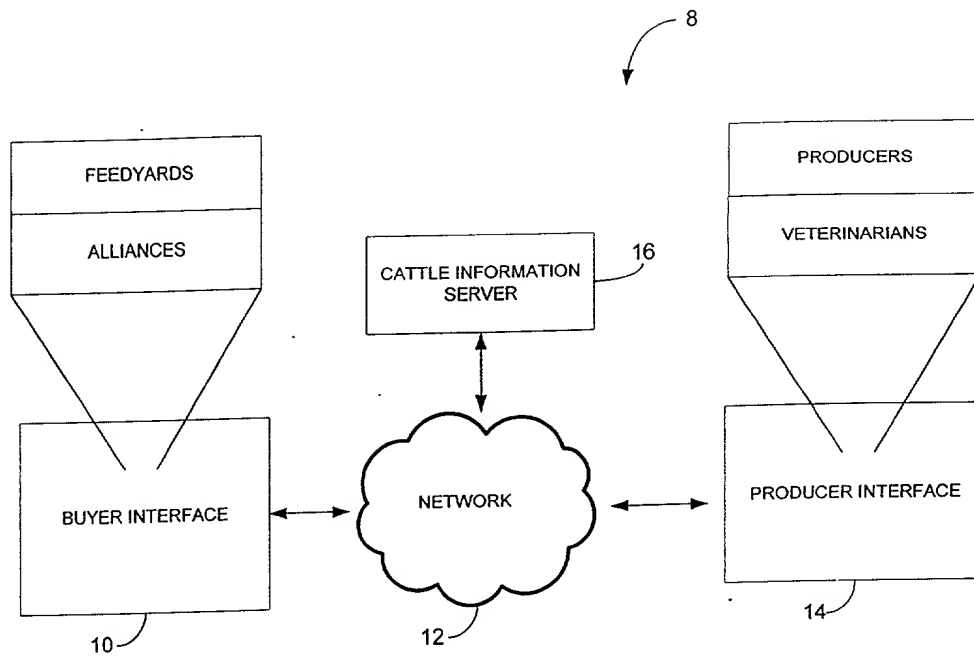 8
FEEDYARDS
ALLIANCES
PRODUCERS
VETERINARIANS
CATTLE INFORMATION
SERVER
16
BUYER INTERFACE
NETWORK
PRODUCER INTERFACE
10
12
14